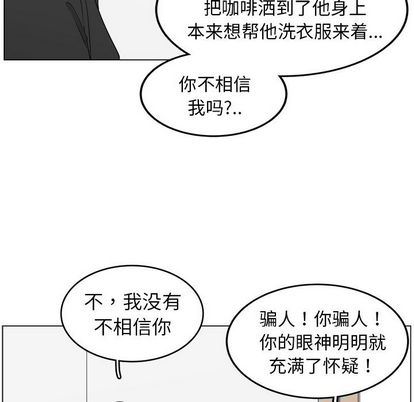 把咖啡洒到了他身上
本来想帮他洗衣服来着...
你不相信
我吗?..
不，我没有
不相信你
骗人！你骗人！
你的眼神明明就
充满了怀疑！